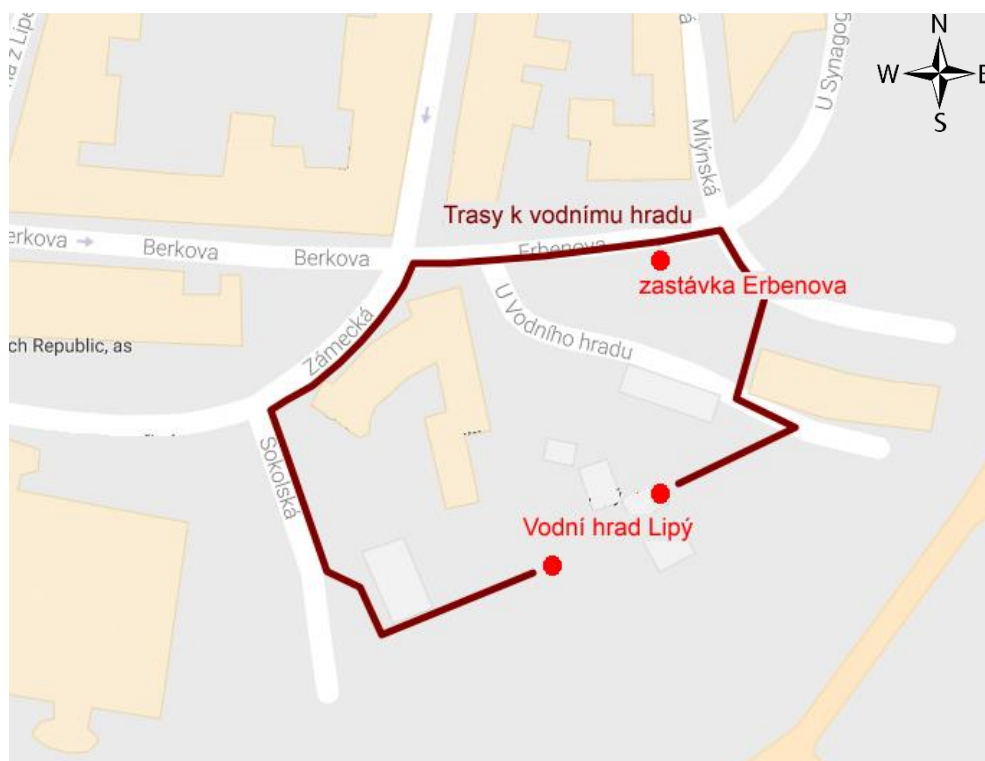 N
W
E
S
U Synagog
Mlýnská
Trasy k vodnímu hradu
erkova
Berkova
Berkova
Erbenova
zastávka Erbenova
U Vodního hradu
Zámecká
ch Republic, as
Sokolská
Vodní hrad Lipý